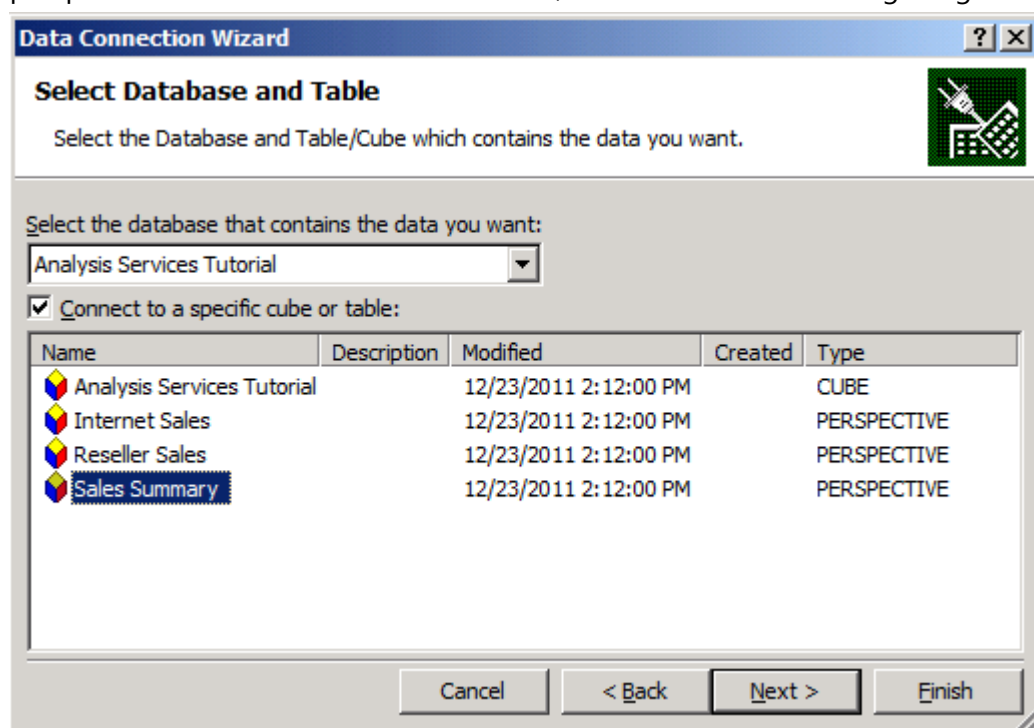 Data Connection Wizard ? X
Select Database and Table
Select the Database and Table/Cube which contains the data you want.
Select the database that contains the data you want:
Analysis Services Tutorial
Connect to a specific cube or table:
Name Description Modified Created Type
Analysis Services Tutorial 12/23/2011 2:12:00 PM CUBE
Internet Sales 12/23/2011 2:12:00 PM PERSPECTIVE
Reseller Sales 12/23/2011 2:12:00 PM PERSPECTIVE
Sales Summary 12/23/2011 2:12:00 PM PERSPECTIVE
Cancel < Back Next > Finish